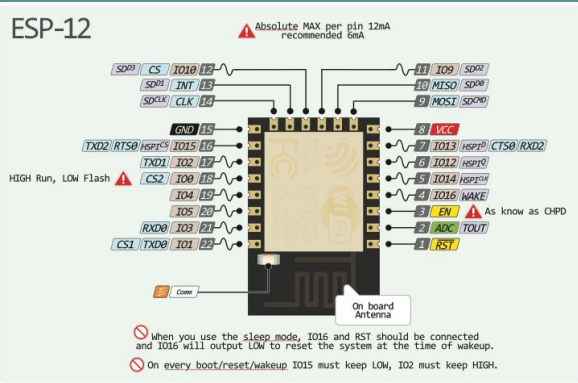 ESP-12
Absolute MAX per pin 12mA
recommended 6mA
SDD3 CS IO10 12
SDD1 INT 13
SDCLK CLK 14
11 IO9 SDD2
10 MISO SDD0
9 MOSI SDCMD
GND 15
TXD2 RTS0 HSPICS IO15 16
TXD1 IO2 17
HIGH Run, LOW Flash CS2 IO0 18
IO4 19
IO5 20
RXD0 IO3 21
CS1 TXD0 IO1 22
8 VCC
7 IO13 HSPID CTS0 RXD2
6 IO12 HSPIQ
5 IO14 HSPICLK
4 IO16 WAKE
3 EN As know as CHPD
2 ADC TOUT
1 RST
FC
WiFi
Comm
On board
Antenna
When you use the sleep mode, IO16 and RST should be connected
and IO16 will output LOW to reset the system at the time of wakeup.
On every boot/reset/wakeup IO15 must keep LOW, IO2 must keep HIGH.